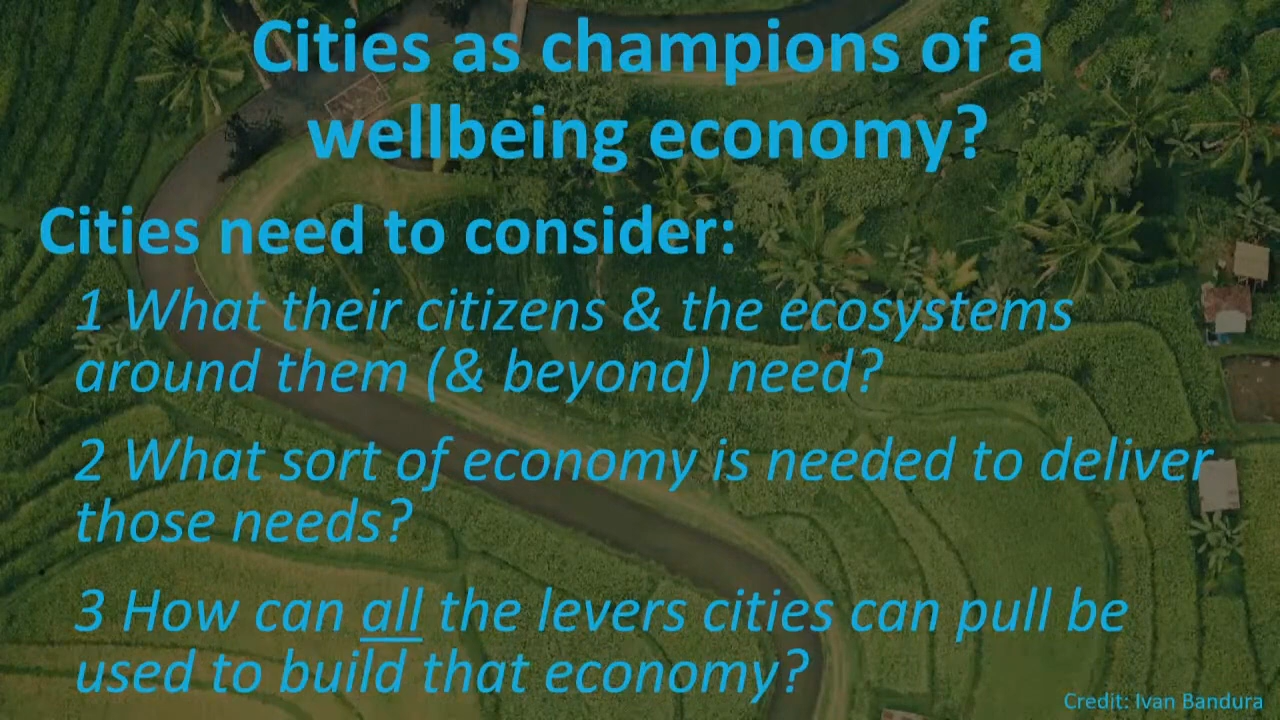 Cities as champions of a
wellbeing economy?
Cities need to consider:
1 What their citizens & the ecosystems
around them (& beyond) need?
2 What sort of economy is needed to deliver
those needs?
3 How can all the levers cities can pull be
used to build that economy?
Credit: Ivan Bandura